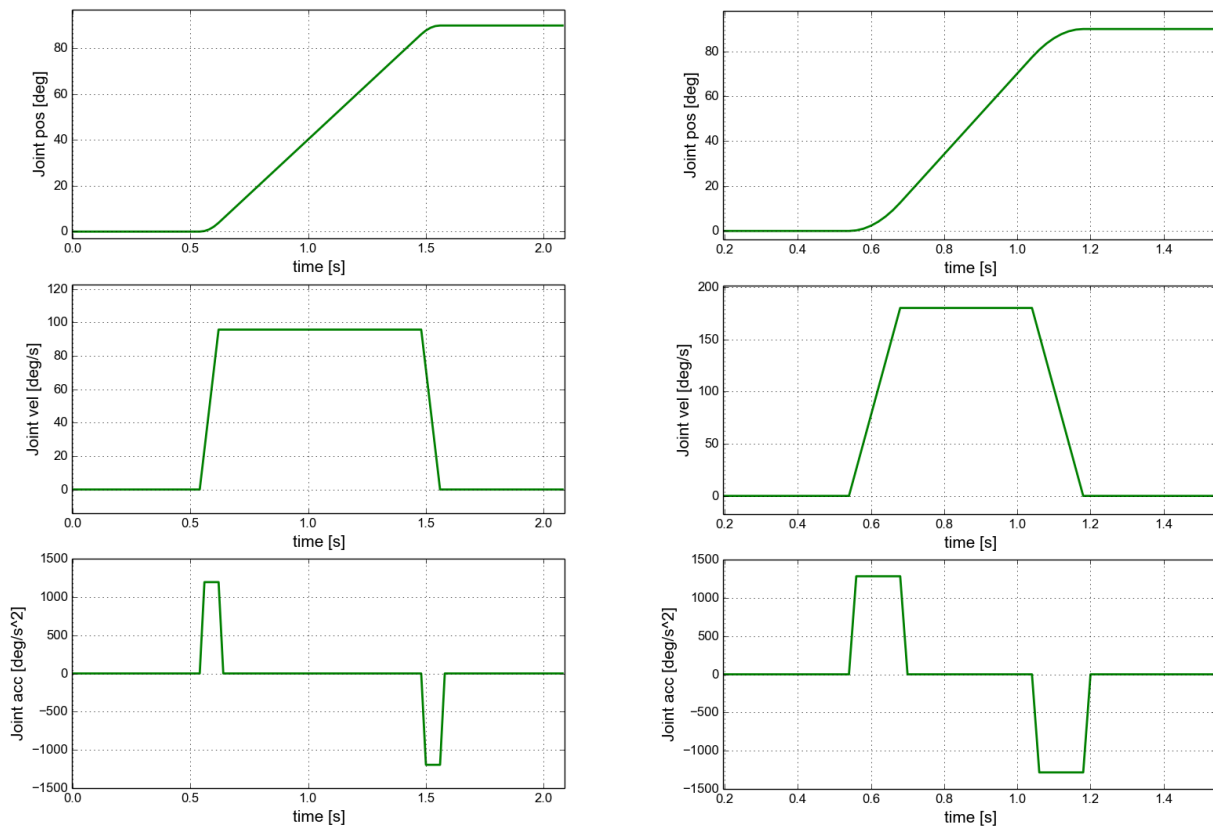 Joint pos [deg]
80
60
40
20
0
0.0 0.5 1.0 1.5 2.0
time [s]
Joint pos [deg]
80
60
40
20
0
0.2 0.4 0.6 0.8 1.0 1.2 1.4
time [s]
Joint vel [deg/s]
120
100
80
60
40
20
0
0.0 0.5 1.0 1.5 2.0
time [s]
Joint vel [deg/s]
200
150
100
50
0
0.2 0.4 0.6 0.8 1.0 1.2 1.4
time [s]
Joint acc [deg/s^2]
1500
1000
500
0
−500
−1000
−1500
0.0 0.5 1.0 1.5 2.0
time [s]
Joint acc [deg/s^2]
1500
1000
500
0
−500
−1000
−1500
0.2 0.4 0.6 0.8 1.0 1.2 1.4
time [s]